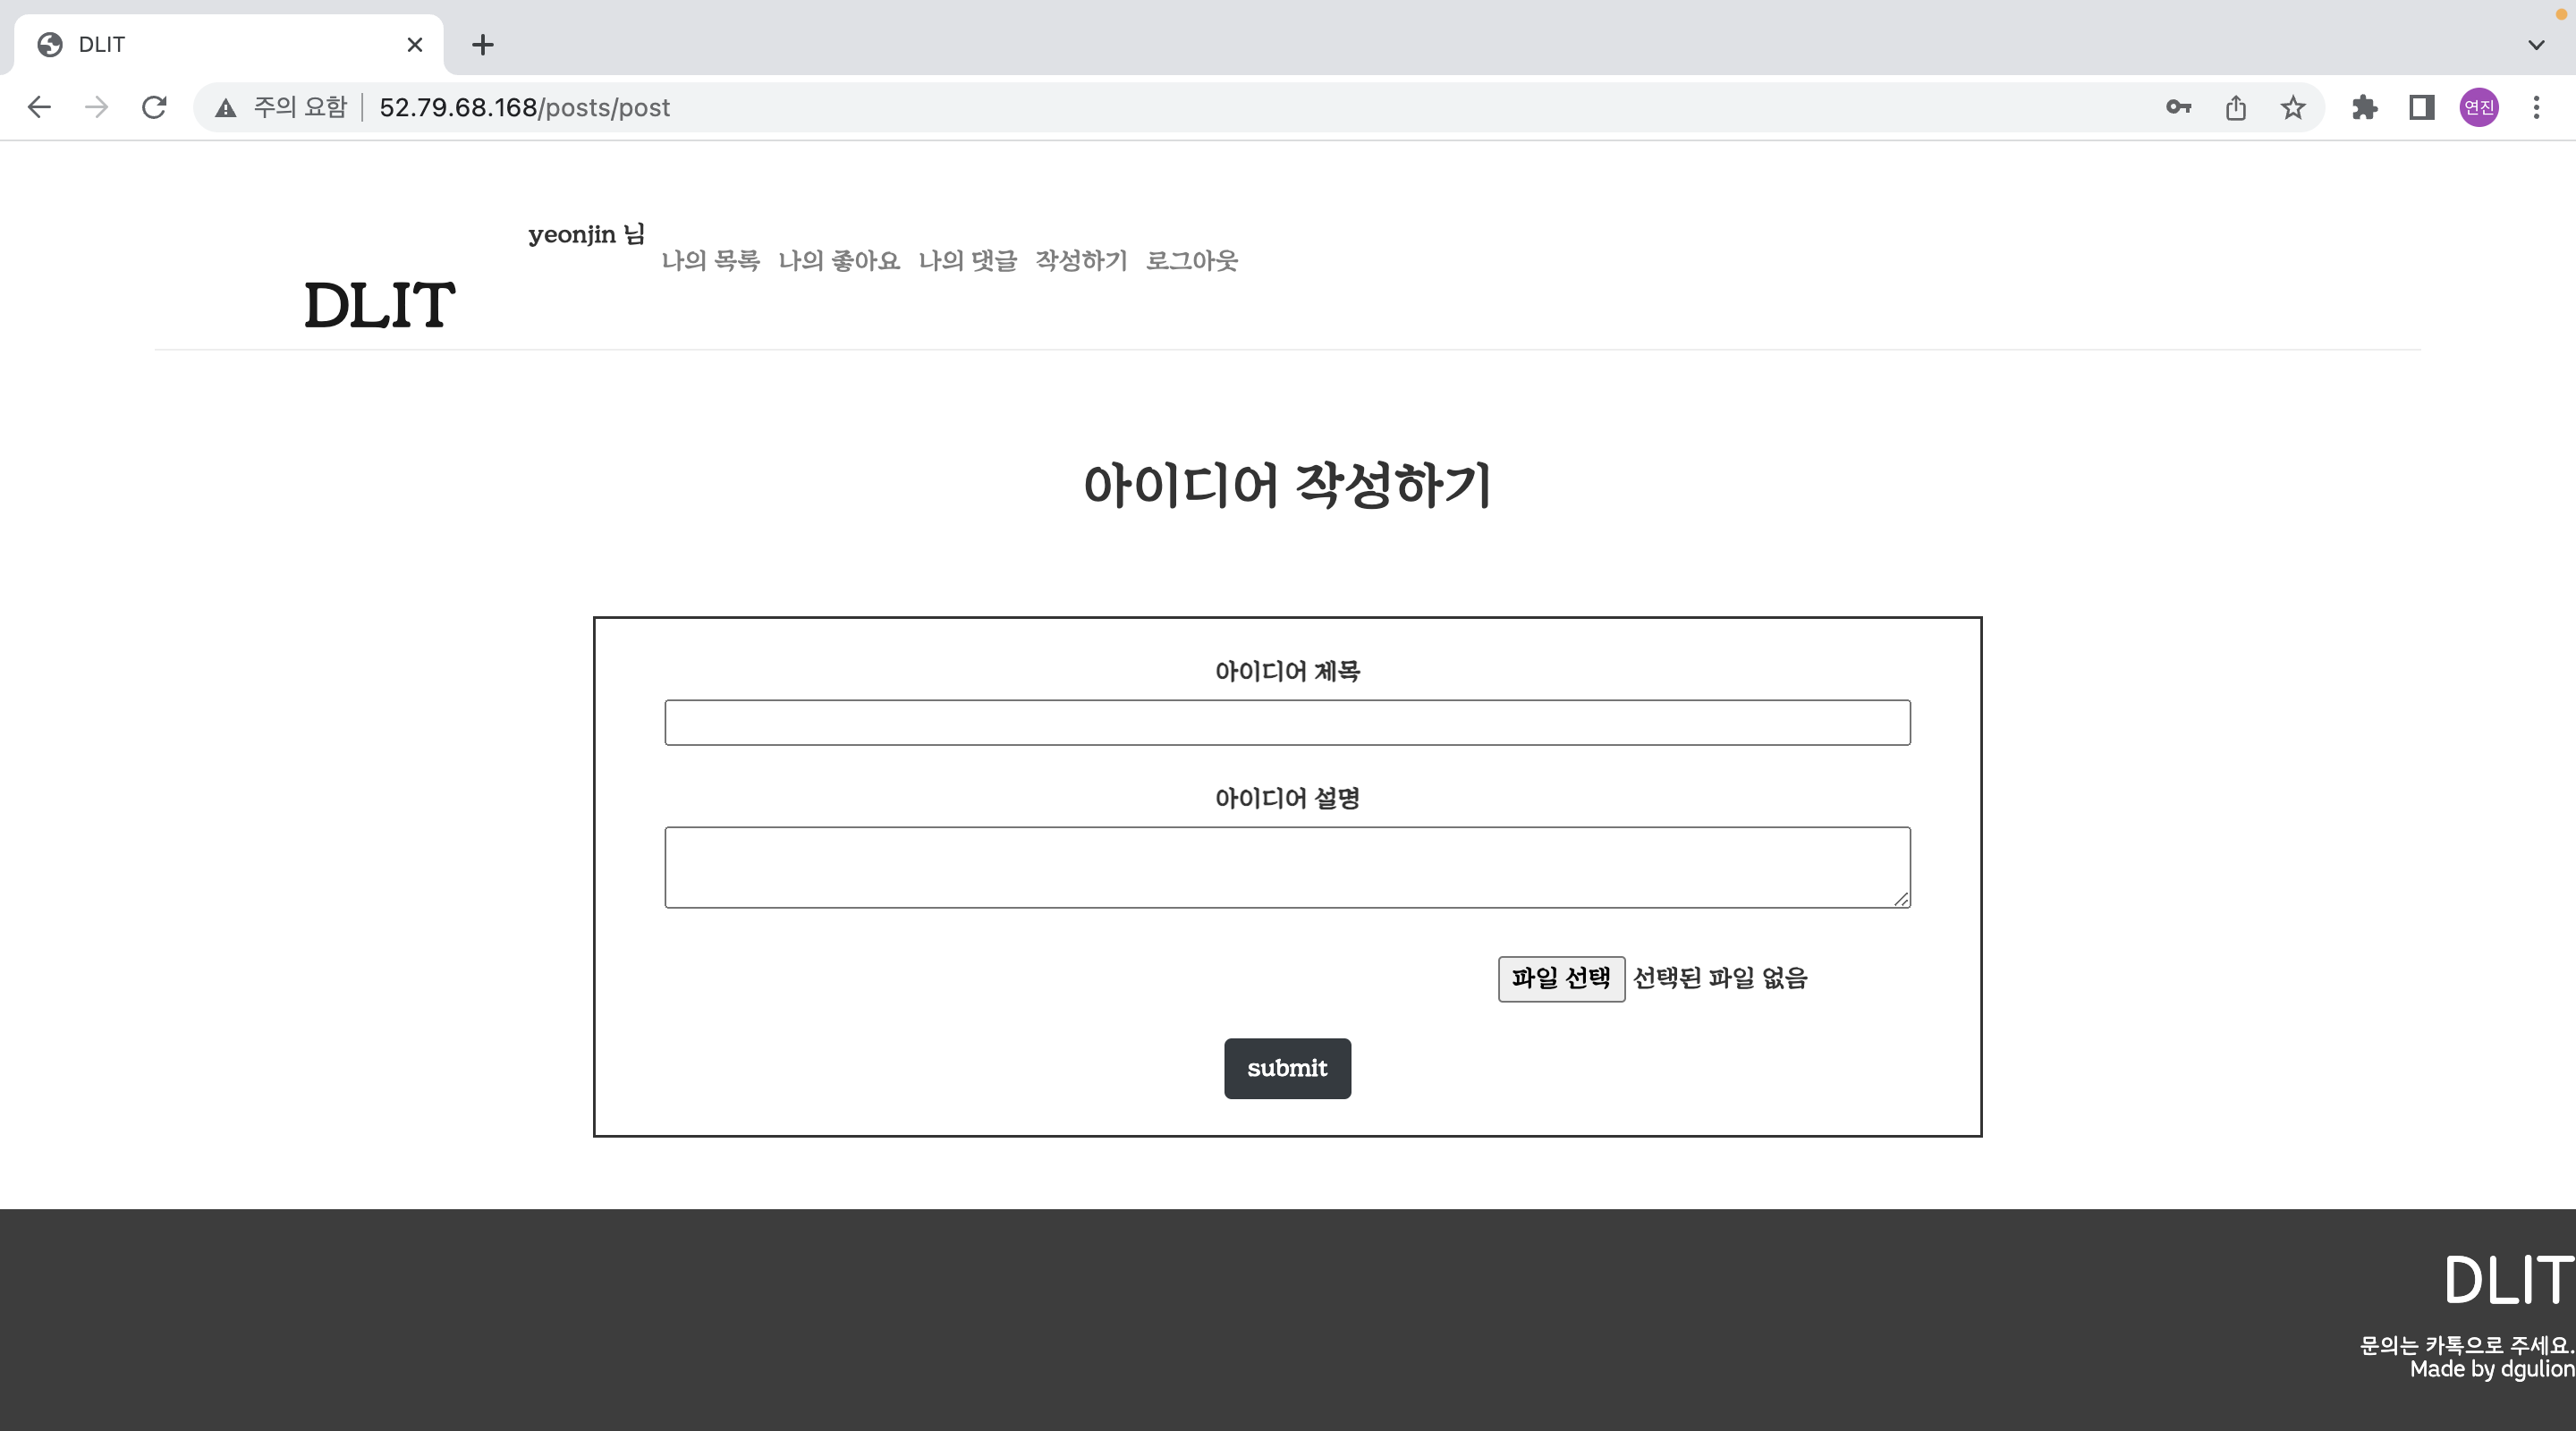 DLIT
주의 요함 52.79.68.168/posts/post
연진
yeonjin 님
나의 목록 나의 좋아요 나의 댓글 작성하기 로그아웃
DLIT
아이디어 작성하기
아이디어 제목
아이디어 설명
파일 선택 선택된 파일 없음
submit
DLIT
문의는 카톡으로 주세요.
Made by dgulion